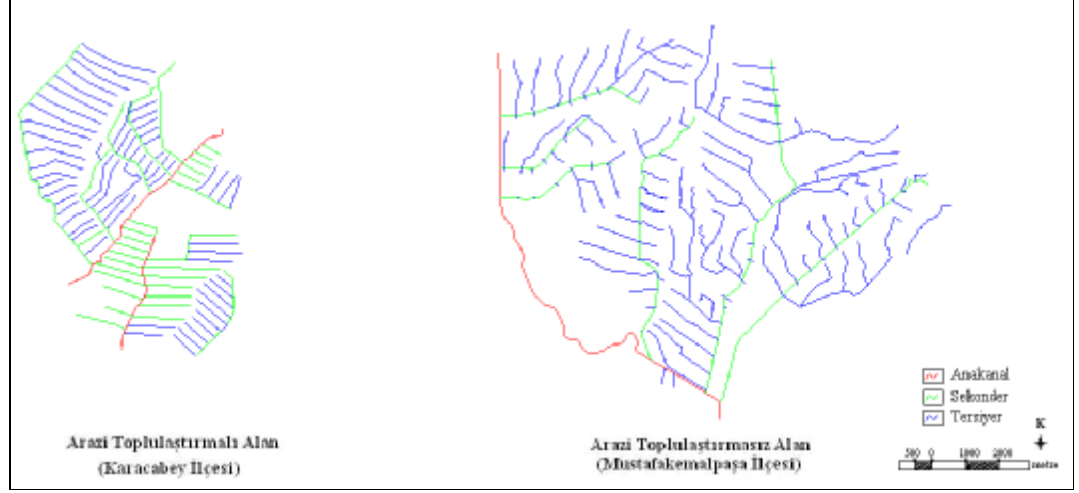 Arazi Toplulaştırmalı Alan
(Karacabey İlçesi)
Arazi Toplulaştırmasız Alan
(Mustafakemalpaşa İlçesi)
Anakanal
Sekonder
Tersiyer
K
500 0 1000 2000
metre